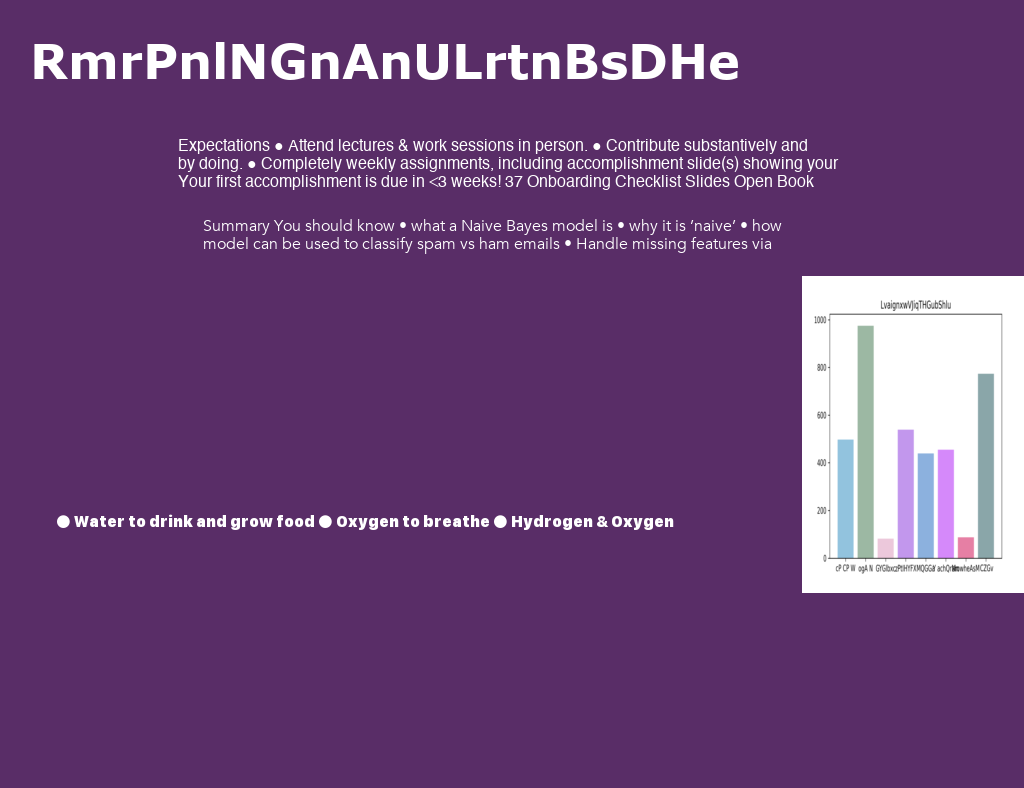 RmrPnlNGnAnULrtnBsDHe
Expectations ● Attend lectures & work sessions in person. ● Contribute substantively and
by doing. ● Completely weekly assignments, including accomplishment slide(s) showing your
Your first accomplishment is due in <3 weeks! 37 Onboarding Checklist Slides Open Book
Summary You should know • what a Naive Bayes model is • why it is ‘naive’ • how
model can be used to classify spam vs ham emails • Handle missing features via
LvaignxwVJiqTHGubShlu
1000
800
600
400
200
0
cP CP W ogA N
● Water to drink and grow food ● Oxygen to breathe ● Hydrogen & Oxygen